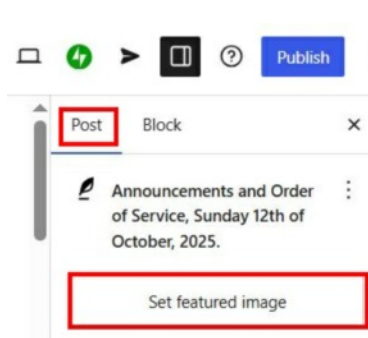 Publish
Post Block
Announcements and Order
of Service, Sunday 12th of
October, 2025.
Set featured image